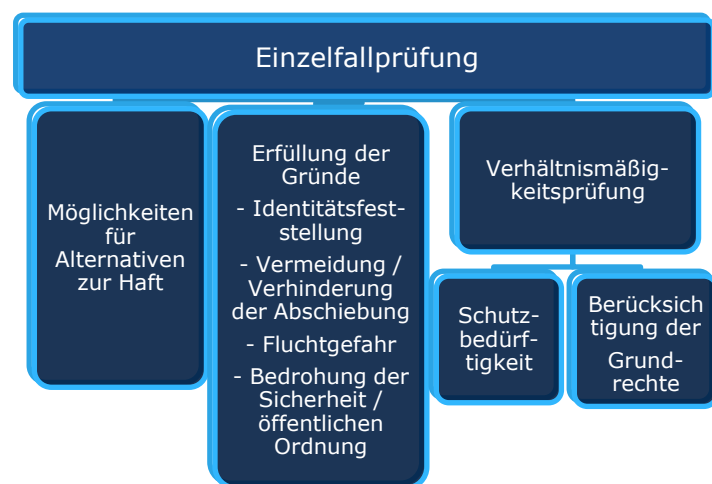 Einzelfallprüfung
Möglichkeiten
für
Alternativen
zur Haft
Erfüllung der
Gründe
- Identitätsfest-
stellung
- Vermeidung /
Verhinderung
der Abschiebung
- Fluchtgefahr
- Bedrohung der
Sicherheit /
öffentlichen
Ordnung
Verhältnismäßig-
keitsprüfung
Schutz-
bedürf-
tigkeit
Berücksich
tigung der
Grund-
rechte